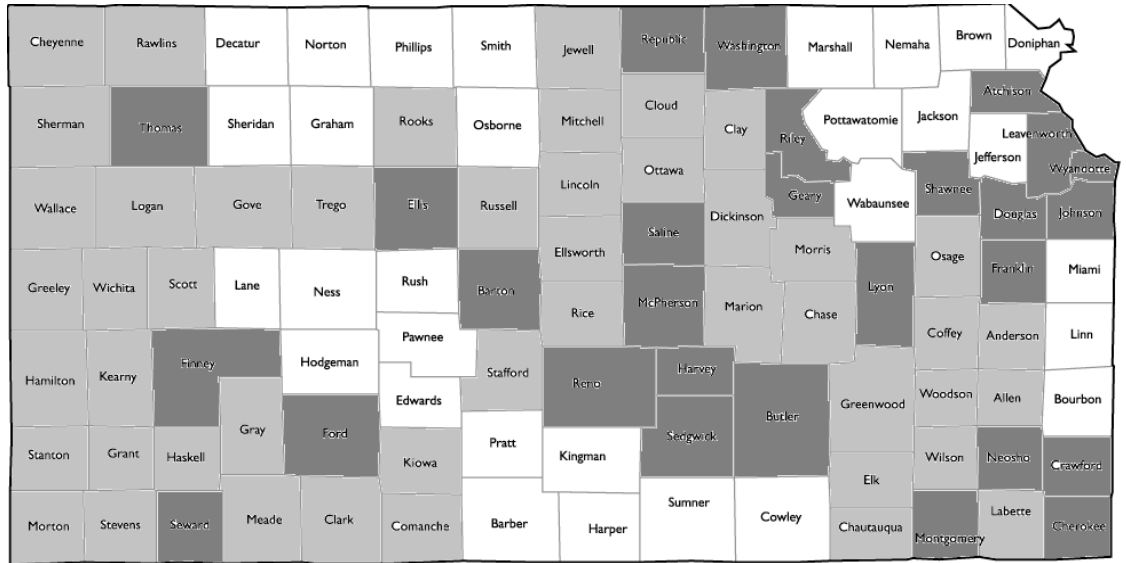 Cheyenne
Rawlins
Decatur
Norton
Phillips
Smith
Jewell
Republic
Washington
Marshall
Nemaha
Brown
Doniphan
Sherman
Thomas
Sheridan
Graham
Rooks
Osborne
Mitchell
Cloud
Clay
Riley
Pottawatomie
Jackson
Atchison
Jefferson
Leavenworth
Wyandotte
Wallace
Logan
Gove
Trego
Ellis
Russell
Lincoln
Ottawa
Saline
Dickinson
Geary
Wabaunsee
Shawnee
Douglas
Johnson
Greeley
Wichita
Scott
Lane
Ness
Rush
Barton
Ellsworth
Rice
McPherson
Marion
Morris
Chase
Lyon
Osage
Franklin
Miami
Hamilton
Kearny
Finney
Hodgeman
Pawnee
Edwards
Stafford
Reno
Harvey
Sedgwick
Butler
Greenwood
Coffey
Anderson
Linn
Woodson
Allen
Bourbon
Stanton
Grant
Haskell
Gray
Ford
Kiowa
Pratt
Kingman
Elk
Wilson
Neosho
Crawford
Morton
Stevens
Seward
Meade
Clark
Comanche
Barber
Harper
Sumner
Cowley
Chautauqua
Montgomery
Labette
Cherokee